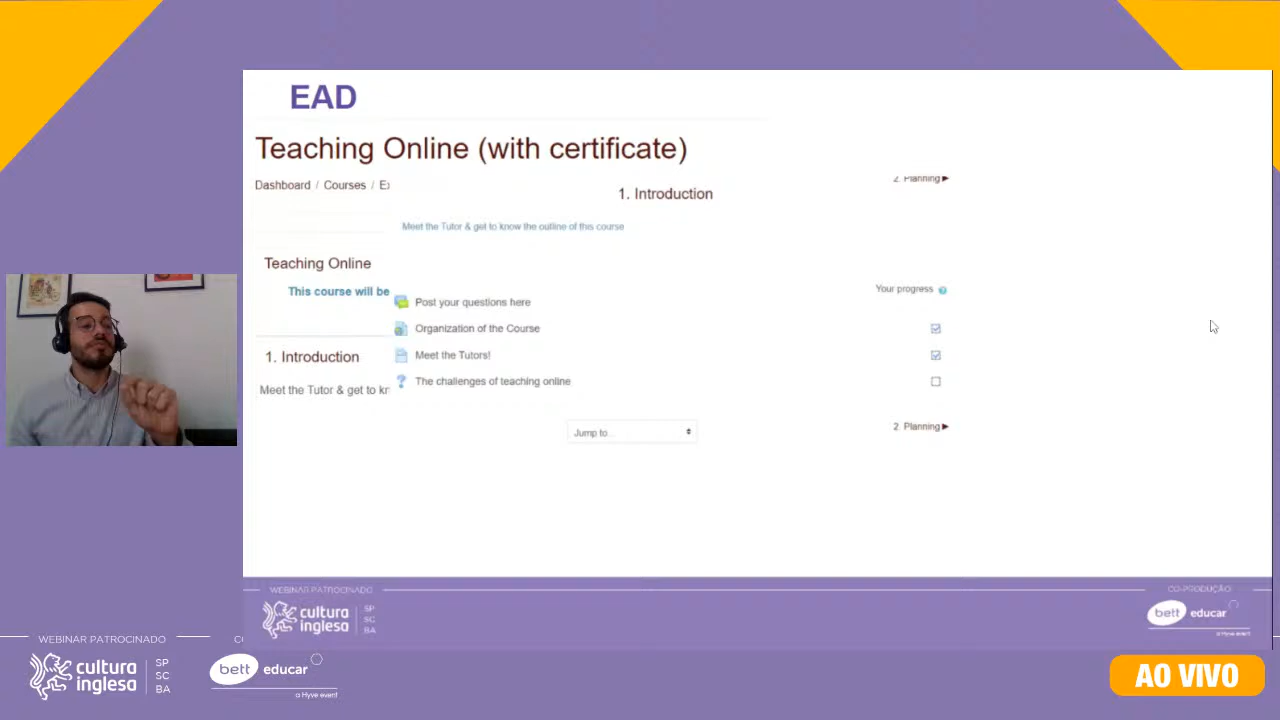 EAD
Teaching Online (with certificate)
Dashboard / Courses / Ex
2. Planning ▶
1. Introduction
Meet the Tutor & get to know the outline of this course
Teaching Online
This course will be
Your progress
Post your questions here
Organization of the Course
1. Introduction
Meet the Tutors!
Meet the Tutor & get to kn
The challenges of teaching online
Jump to...
2. Planning ▶
WEBINAR PATROCINADO
CO-PRODUÇÃO
cultura
inglesa
SP
SC
BA
bett educar
a Hyve event
WEBINAR PATROCINADO
C
cultura
inglesa
SP
SC
BA
bett educar
a Hyve event
AO VIVO